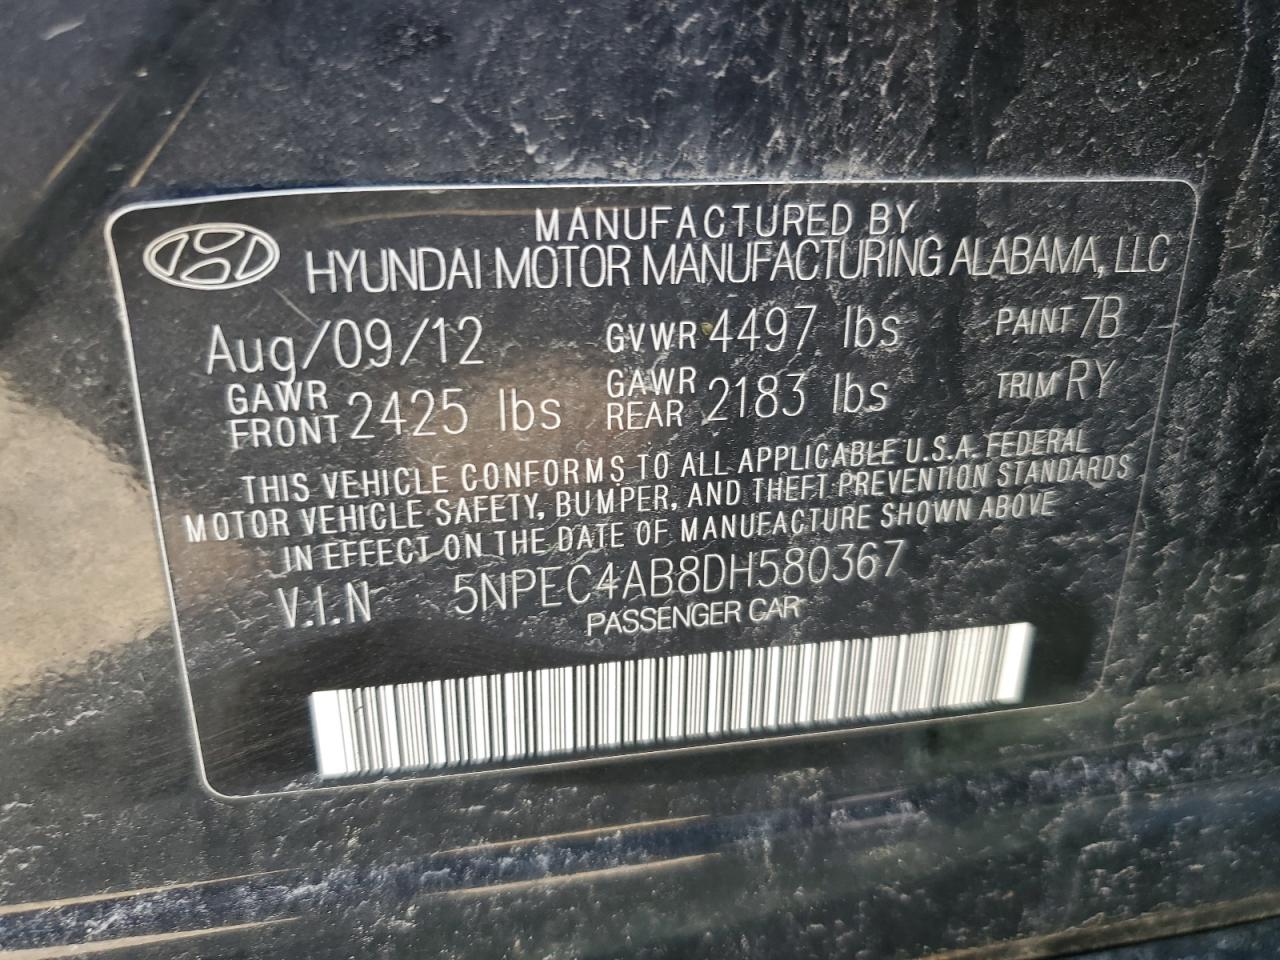 MANUFACTURED BY
HYUNDAI MOTOR MANUFACTURING ALABAMA, LLC
Aug/09/12 GVWR 4497 lbs PAINT 7B
GAWR FRONT 2425 lbs GAWR REAR 2183 lbs TRIM RY
THIS VEHICLE CONFORMS TO ALL APPLICABLE U.S.A. FEDERAL
MOTOR VEHICLE SAFETY, BUMPER, AND THEFT PREVENTION STANDARDS
IN EFFECT ON THE DATE OF MANUFACTURE SHOWN ABOVE
V.I.N 5NPEC4AB8DH580367
PASSENGER CAR